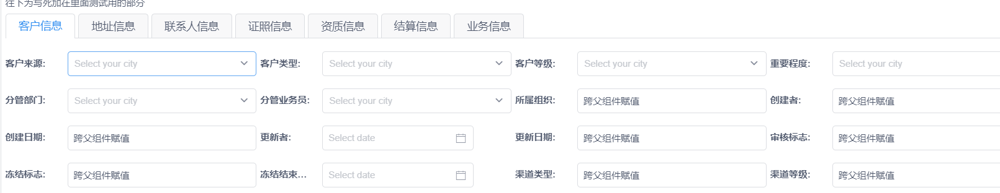 往下为写死加在里面测试用的部分
客户信息 地址信息 联系人信息 证照信息 资质信息 结算信息 业务信息
客户来源: Select your city 客户类型: Select your city 客户等级: Select your city 重要程度: Select your city
分管部门: Select your city 分管业务员: Select your city 所属组织: 跨父组件赋值 创建者: 跨父组件赋值
创建日期: 跨父组件赋值 更新者: Select date 更新日期: 跨父组件赋值 审核标志: 跨父组件赋值
冻结标志: 跨父组件赋值 冻结结束... Select date 渠道类型: 跨父组件赋值 渠道等级: 跨父组件赋值